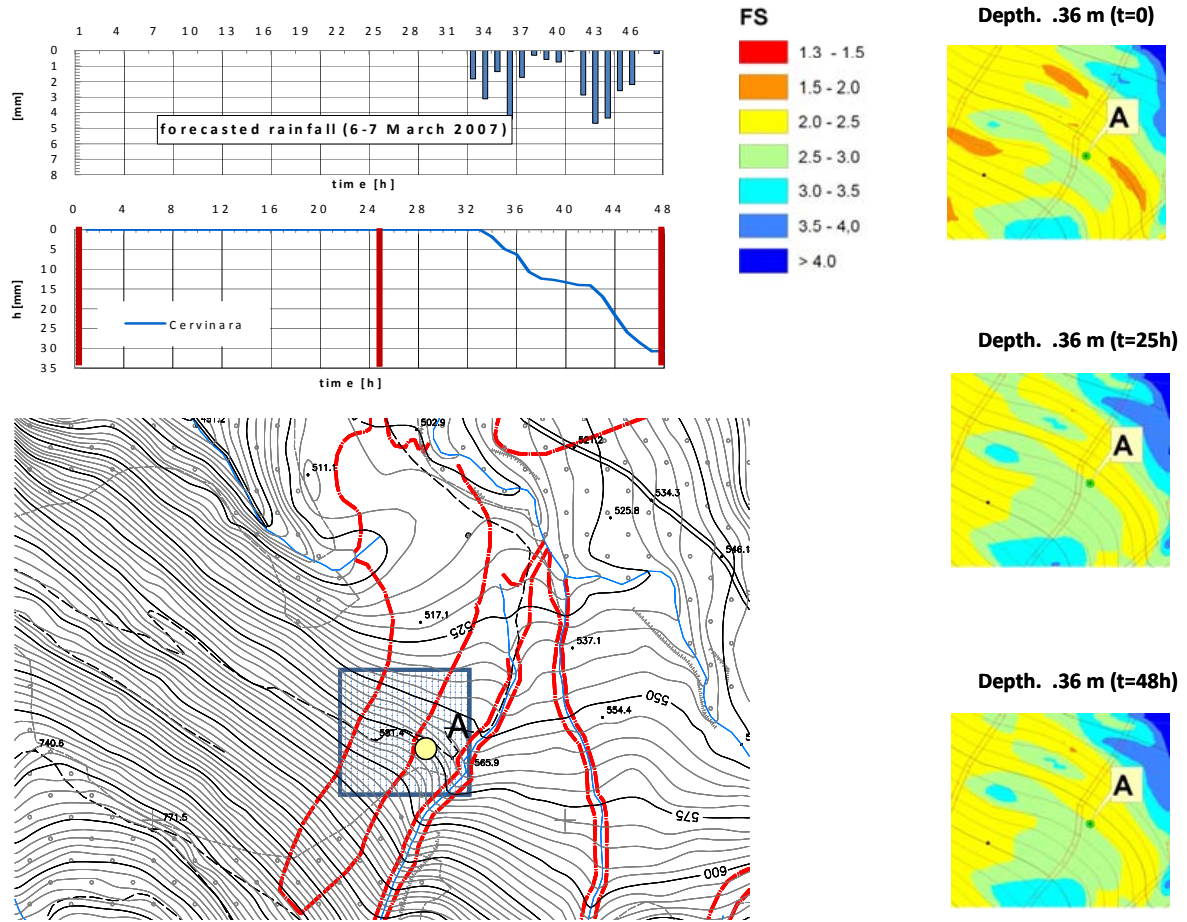 1 4 7 10 13 16 19 22 25 28 31 34 37 40 43 46
0
1
2
3
4
5
6
7
8
[mm]
forecasted rainfall (6-7 March 2007)
time [h]
0 4 8 12 16 20 24 28 32 36 40 44 48
0
5
10
15
20
25
30
35
h [mm]
Cervinara
time [h]
FS
1.3 - 1.5
1.5 - 2.0
2.0 - 2.5
2.5 - 3.0
3.0 - 3.5
3.5 - 4,0
> 4.0
Depth. .36 m (t=0)
A
Depth. .36 m (t=25h)
A
Depth. .36 m (t=48h)
A
502.9
521.2
511.1
534.3
525.8
546.1
517.1
525
537.1
550
554.4
A
581.4
740.5
565.9
771.5
575
600